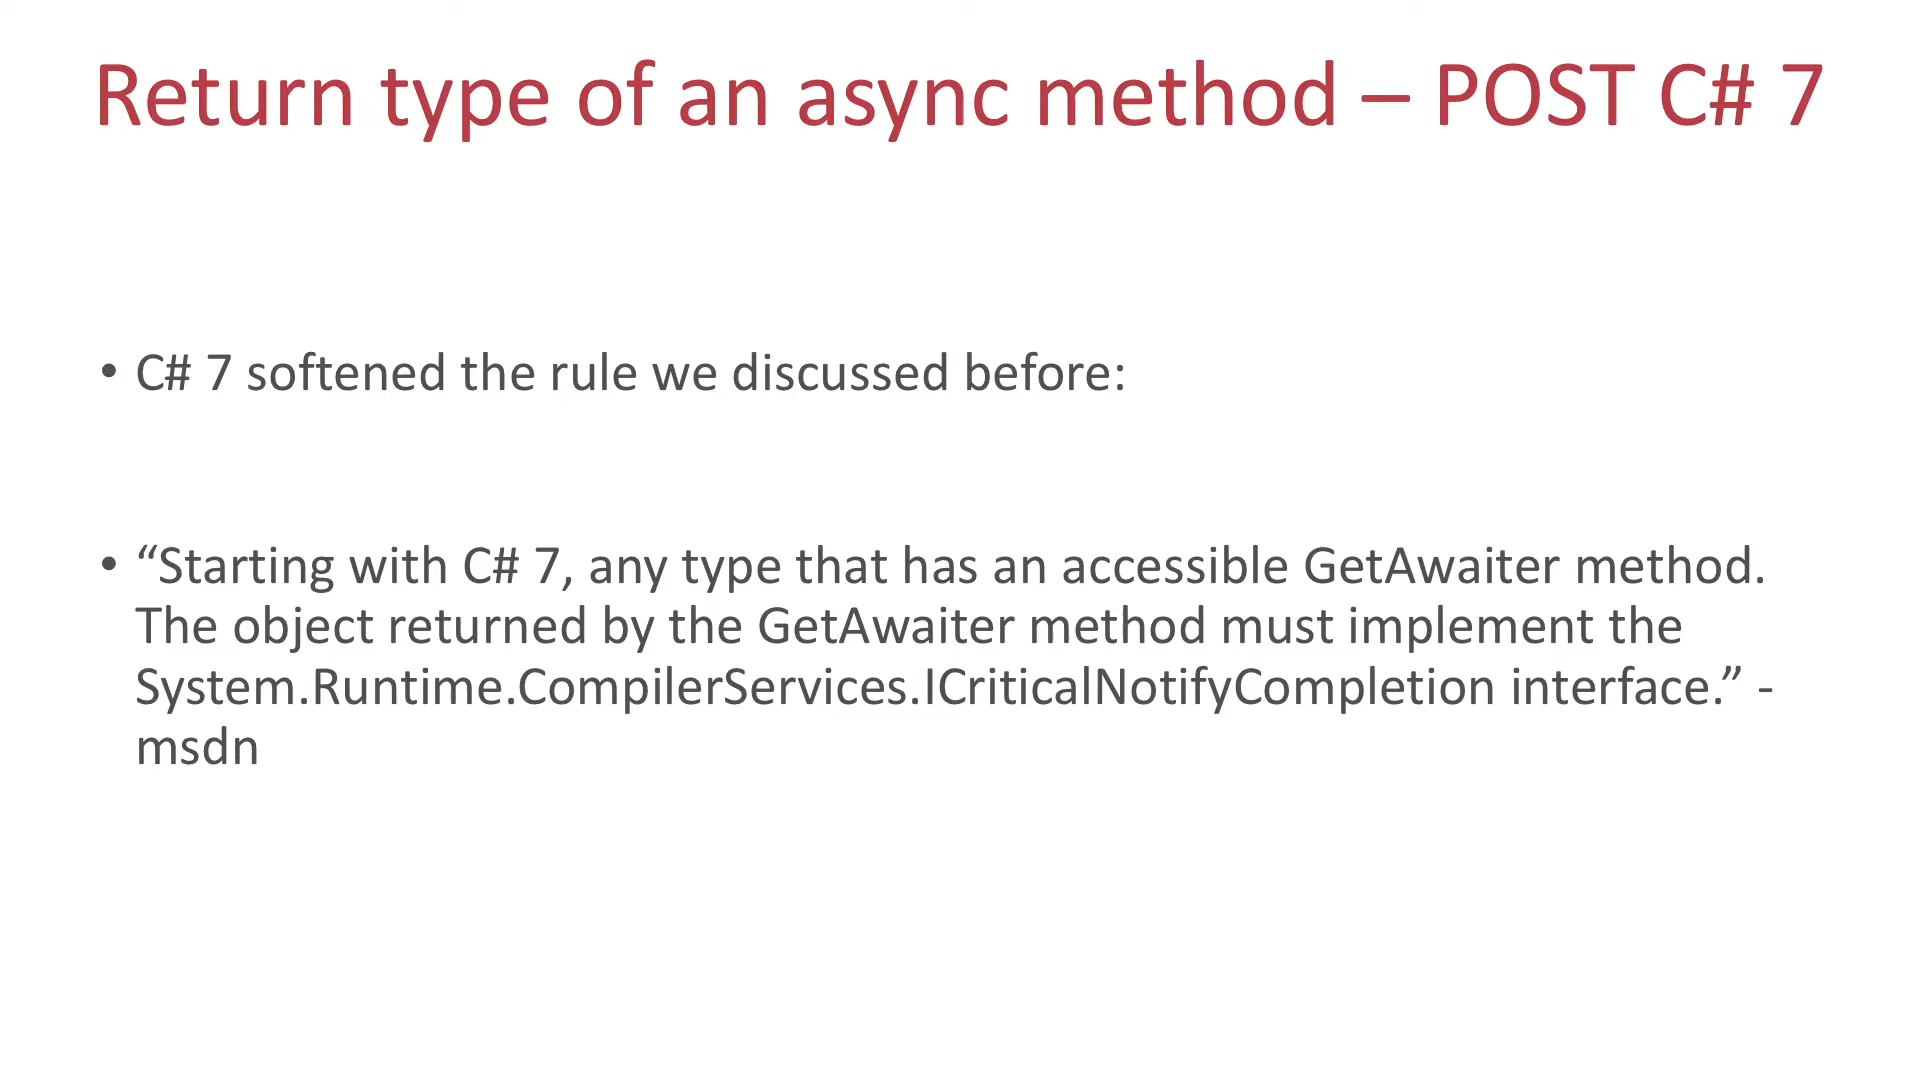 Return type of an async method – POST C# 7
• C# 7 softened the rule we discussed before:
• “Starting with C# 7, any type that has an accessible GetAwaiter method.
The object returned by the GetAwaiter method must implement the
System.Runtime.CompilerServices.ICriticalNotifyCompletion interface.” -
msdn